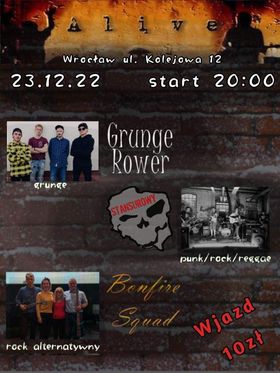 Alive
Wrocław ul. Kolejowa 12
23.12.22 start 20:00
Grunge
Rower
grunge
STANSUROWY
punk/rock/reggae
Bonfire
Squad
rock alternatywny
Wjazd
10zł